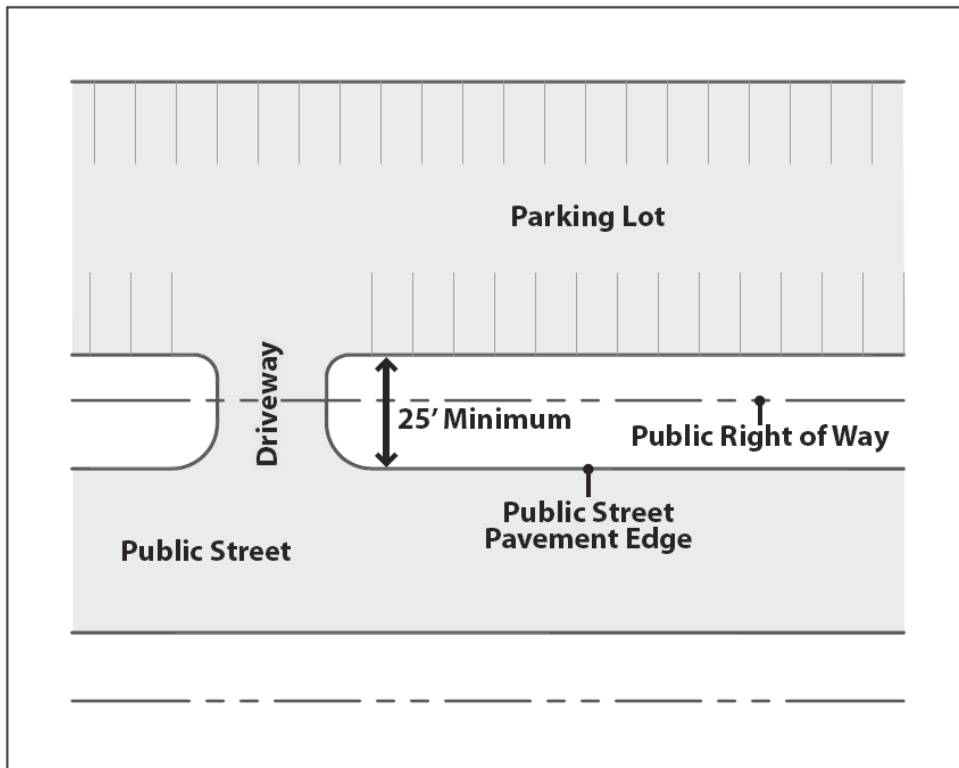 Parking Lot
Driveway
25’ Minimum
Public Right of Way
Public Street
Pavement Edge
Public Street